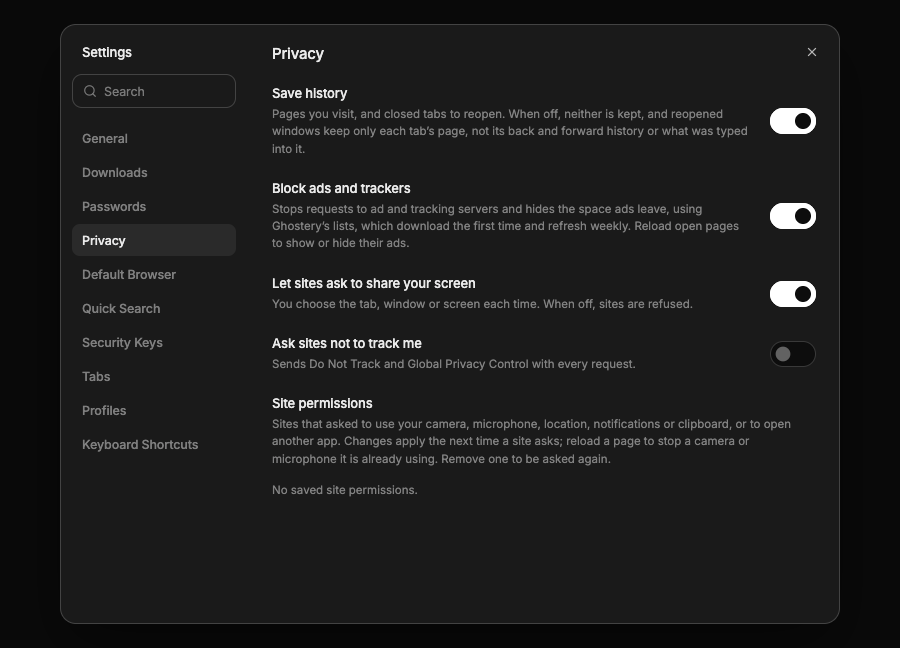 Settings
Search
General
Downloads
Passwords
Privacy
Default Browser
Quick Search
Security Keys
Tabs
Profiles
Keyboard Shortcuts
Privacy
Save history
Pages you visit, and closed tabs to reopen. When off, neither is kept, and reopened
windows keep only each tab's page, not its back and forward history or what was typed
into it.
Block ads and trackers
Stops requests to ad and tracking servers and hides the space ads leave, using
Ghostery's lists, which download the first time and refresh weekly. Reload open pages
to show or hide their ads.
Let sites ask to share your screen
You choose the tab, window or screen each time. When off, sites are refused.
Ask sites not to track me
Sends Do Not Track and Global Privacy Control with every request.
Site permissions
Sites that asked to use your camera, microphone, location, notifications or clipboard, or to open
another app. Changes apply the next time a site asks; reload a page to stop a camera or
microphone it is already using. Remove one to be asked again.
No saved site permissions.